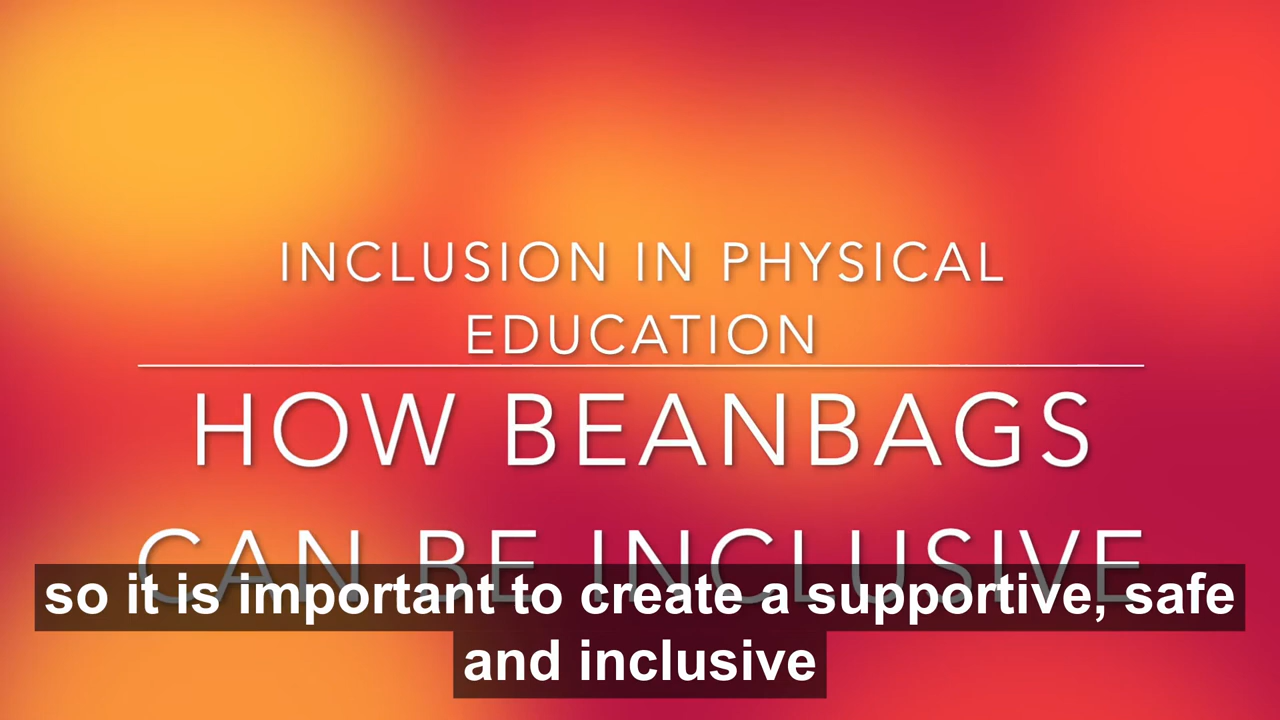 INCLUSION IN PHYSICAL
EDUCATION
HOW BEANBAGS
CAN BE INCLUSIVE
so it is important to create a supportive, safe
and inclusive